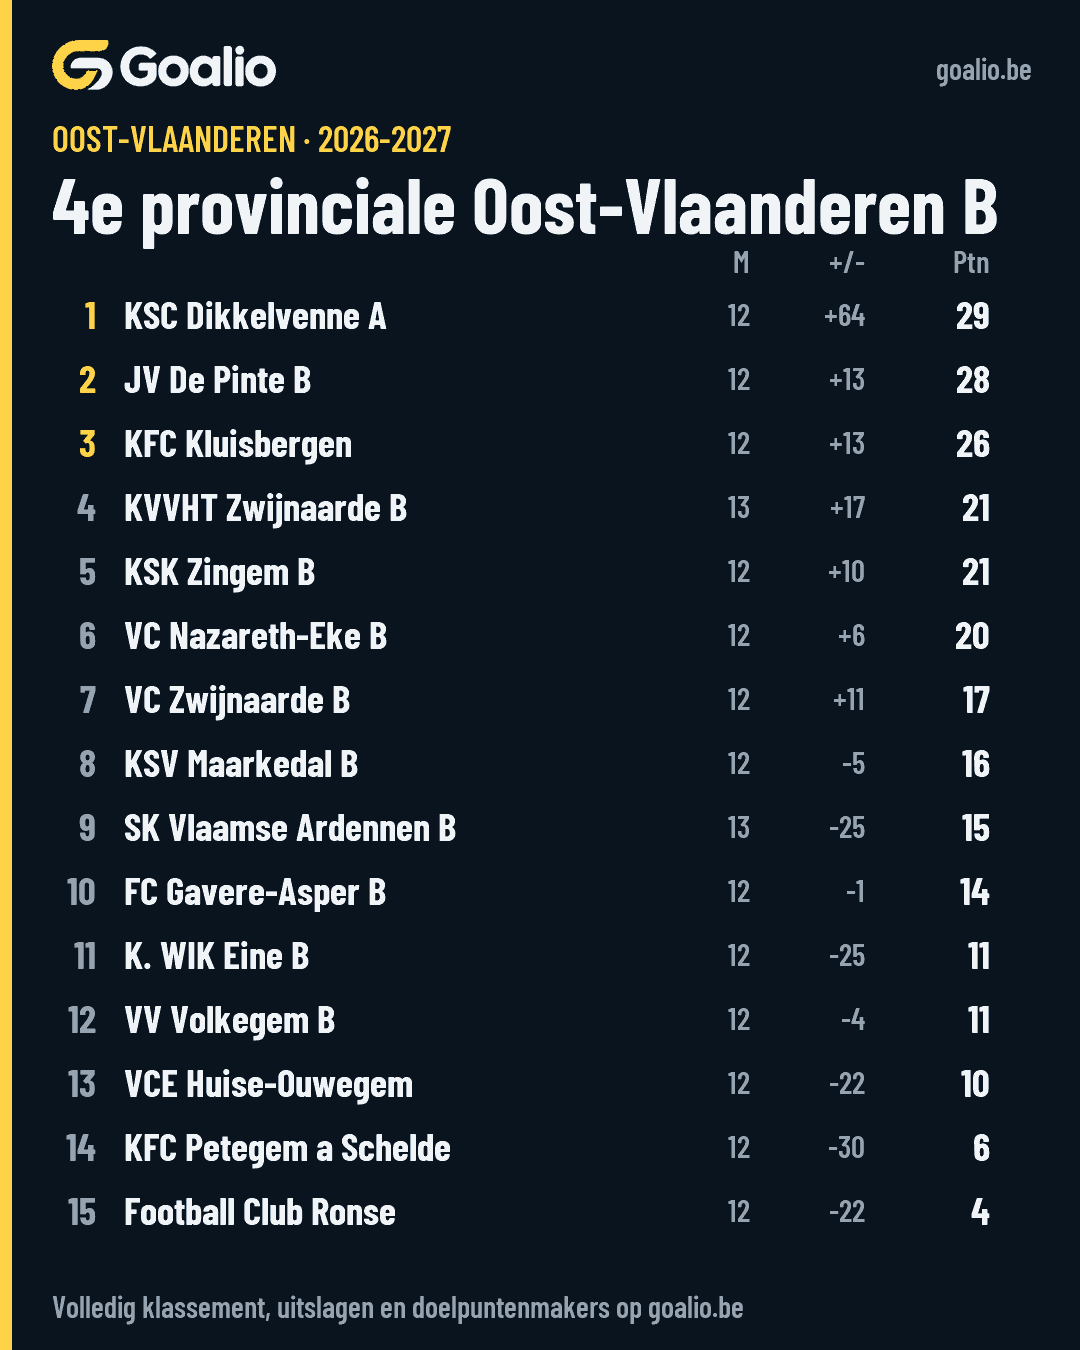 Goalio
goalio.be
OOST-VLAANDEREN · 2026-2027
4e provinciale Oost-Vlaanderen B
M +/- Ptn
1 KSC Dikkelvenne A 12 +64 29
2 JV De Pinte B 12 +13 28
3 KFC Kluisbergen 12 +13 26
4 KVVHT Zwijnaarde B 13 +17 21
5 KSK Zingem B 12 +10 21
6 VC Nazareth-Eke B 12 +6 20
7 VC Zwijnaarde B 12 +11 17
8 KSV Maarkedal B 12 -5 16
9 SK Vlaamse Ardennen B 13 -25 15
10 FC Gavere-Asper B 12 -1 14
11 K. WIK Eine B 12 -25 11
12 VV Volkegem B 12 -4 11
13 VCE Huise-Ouwegem 12 -22 10
14 KFC Petegem a Schelde 12 -30 6
15 Football Club Ronse 12 -22 4
Volledig klassement, uitslagen en doelpuntenmakers op goalio.be